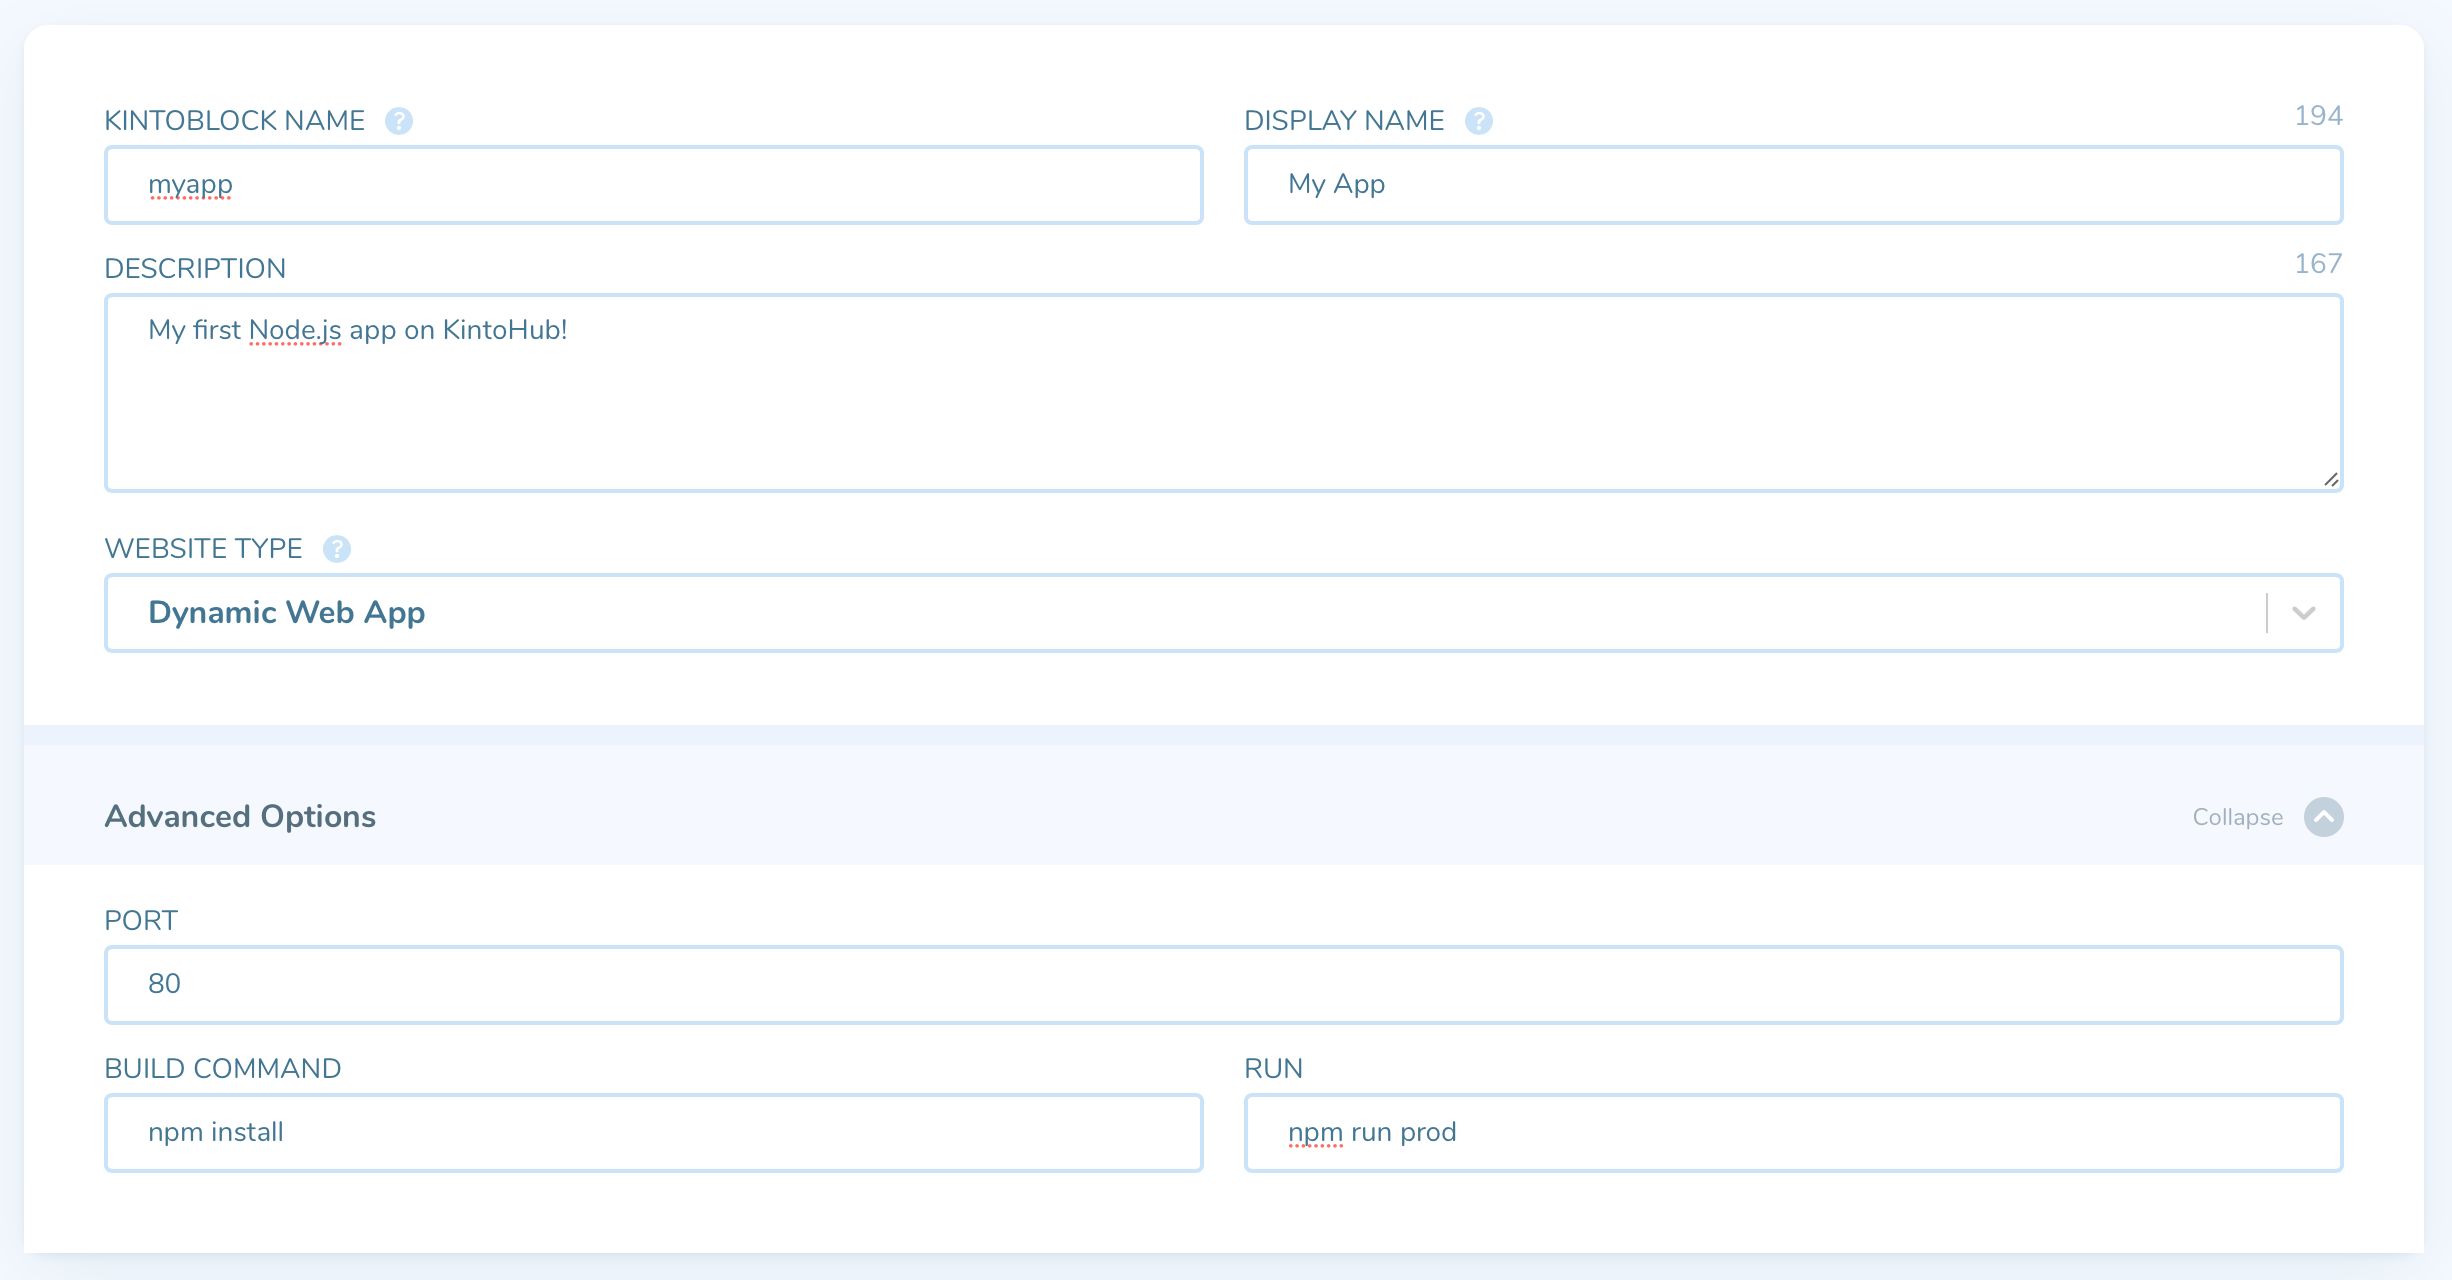 KINTOBLOCK NAME ?
myapp
DISPLAY NAME ? 194
My App
DESCRIPTION 167
My first Node.js app on KintoHub!
WEBSITE TYPE ?
Dynamic Web App
Advanced Options Collapse
PORT
80
BUILD COMMAND
npm install
RUN
npm run prod